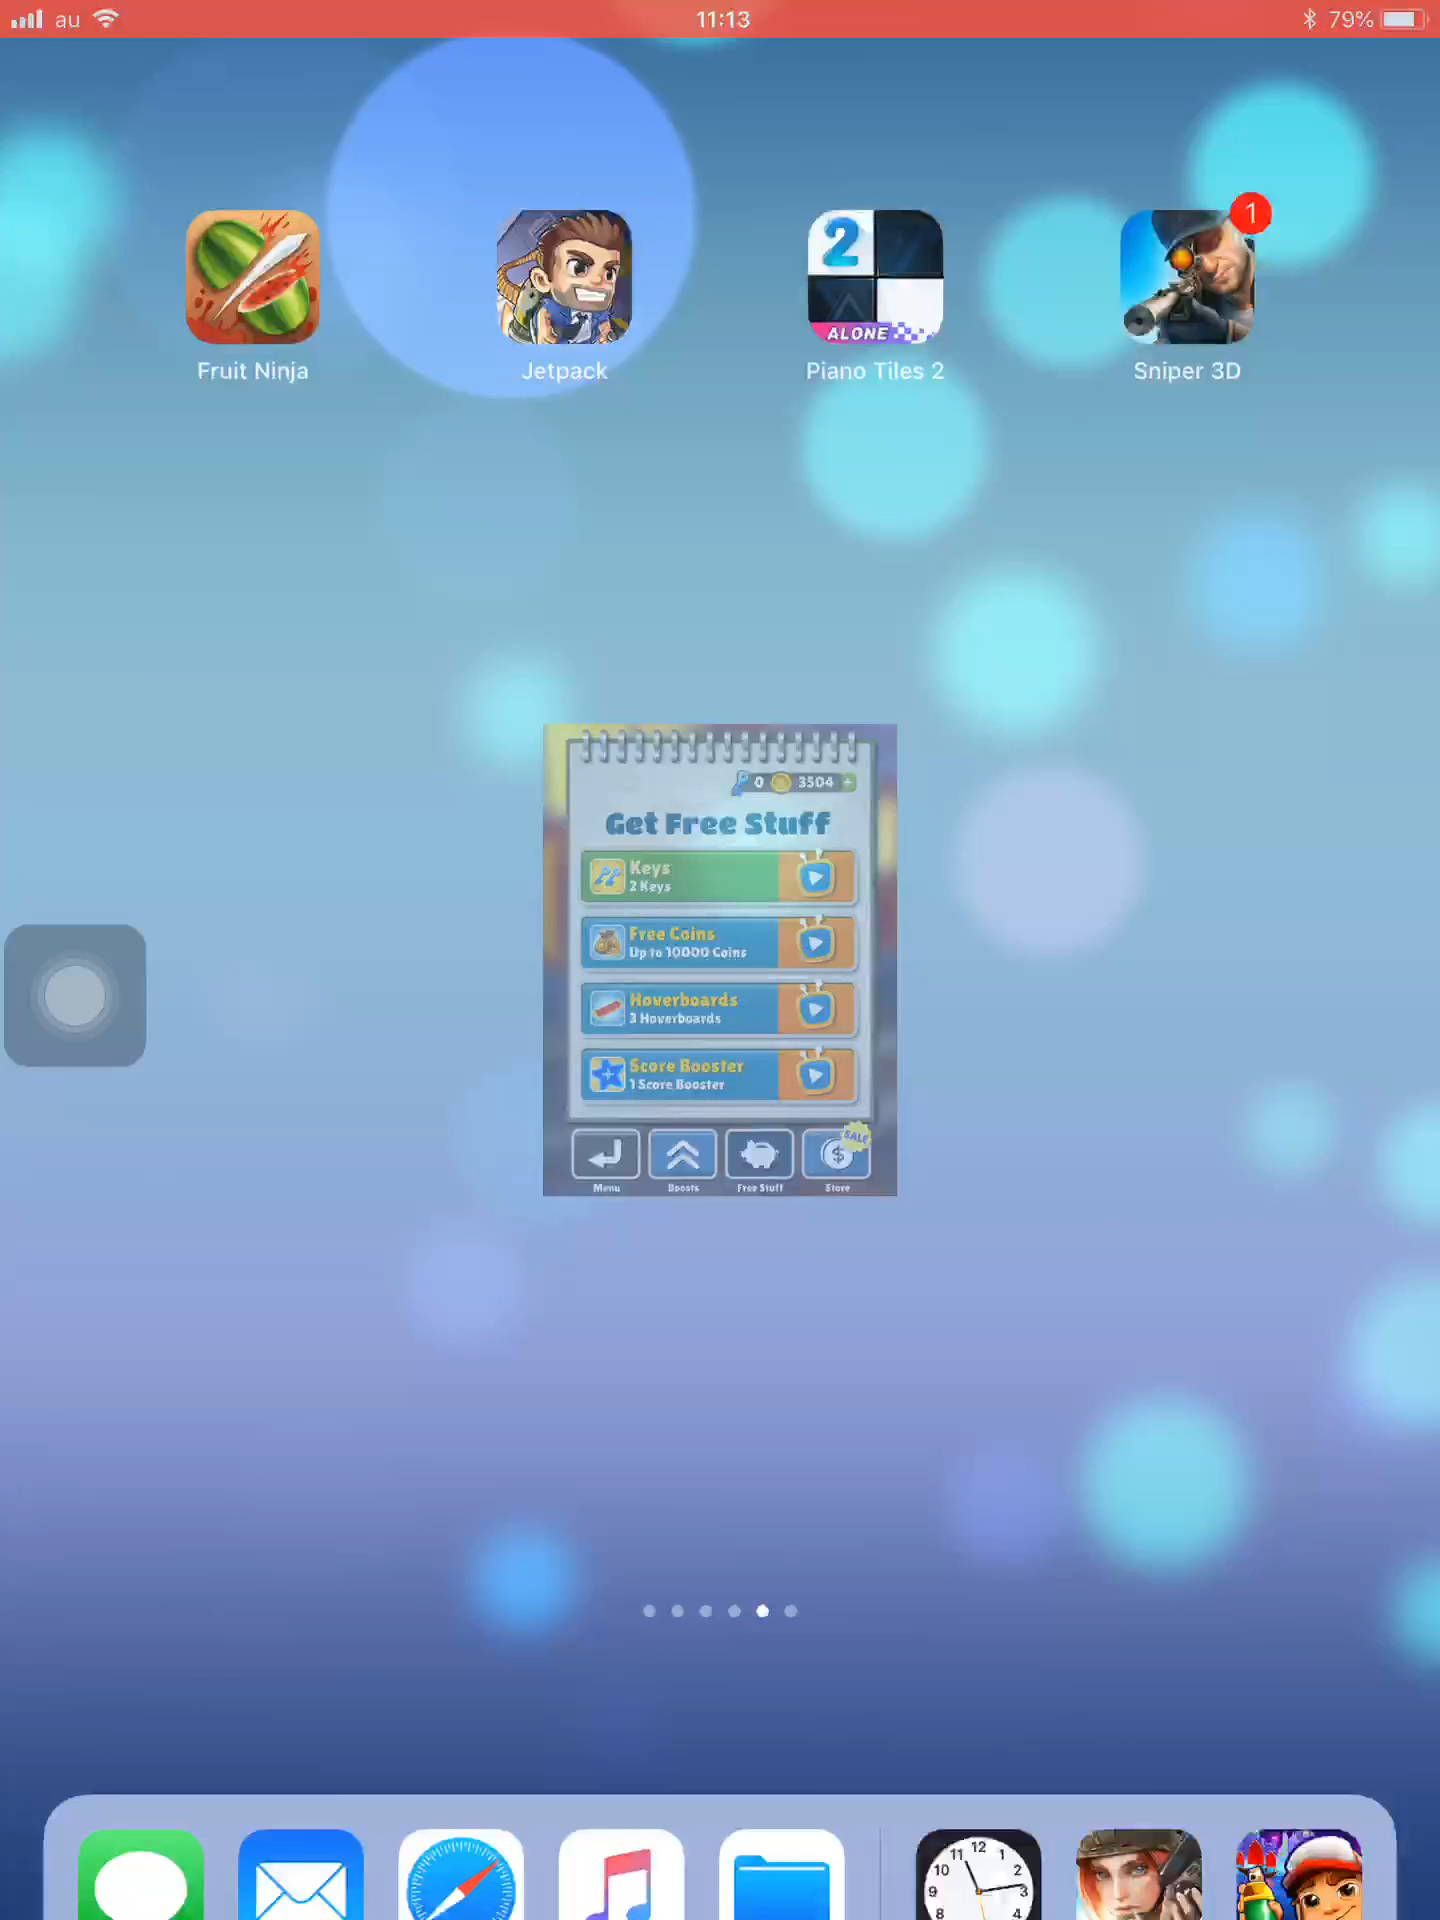 au 11:13 79%
2 1
ALONE
Fruit Ninja Jetpack Piano Tiles 2 Sniper 3D
0 3504 +
Get Free Stuff
Keys
2 Keys
Free Coins
Up to 10000 Coins
Hoverboards
3 Hoverboards
Score Booster
1 Score Booster
SALE
$
Menu Boosts Free Stuff Store
11 12 1
10 2
9 3
8 4